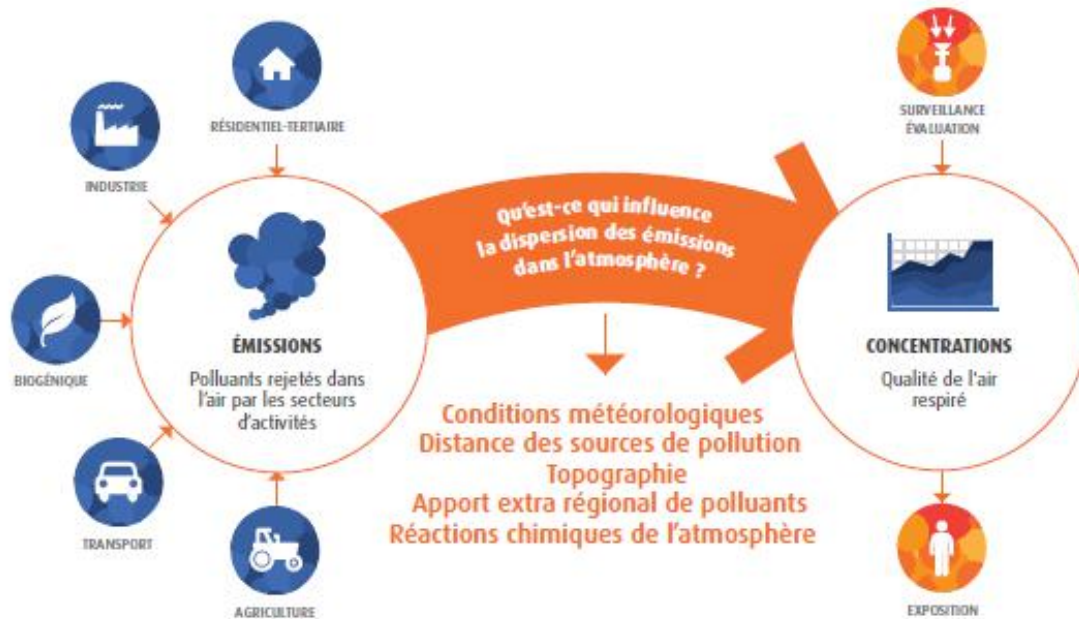 RÉSIDENTIEL-TERTIAIRE
INDUSTRIE
BIOGÉNIQUE
TRANSPORT
AGRICULTURE
ÉMISSIONS
Polluants rejetés dans
l'air par les secteurs
d'activités
Qu'est-ce qui influence
la dispersion des émissions
dans l'atmosphère ?
Conditions météorologiques
Distance des sources de pollution
Topographie
Apport extra régional de polluants
Réactions chimiques de l'atmosphère
SURVEILLANCE
ÉVALUATION
CONCENTRATIONS
Qualité de l'air
respiré
EXPOSITION